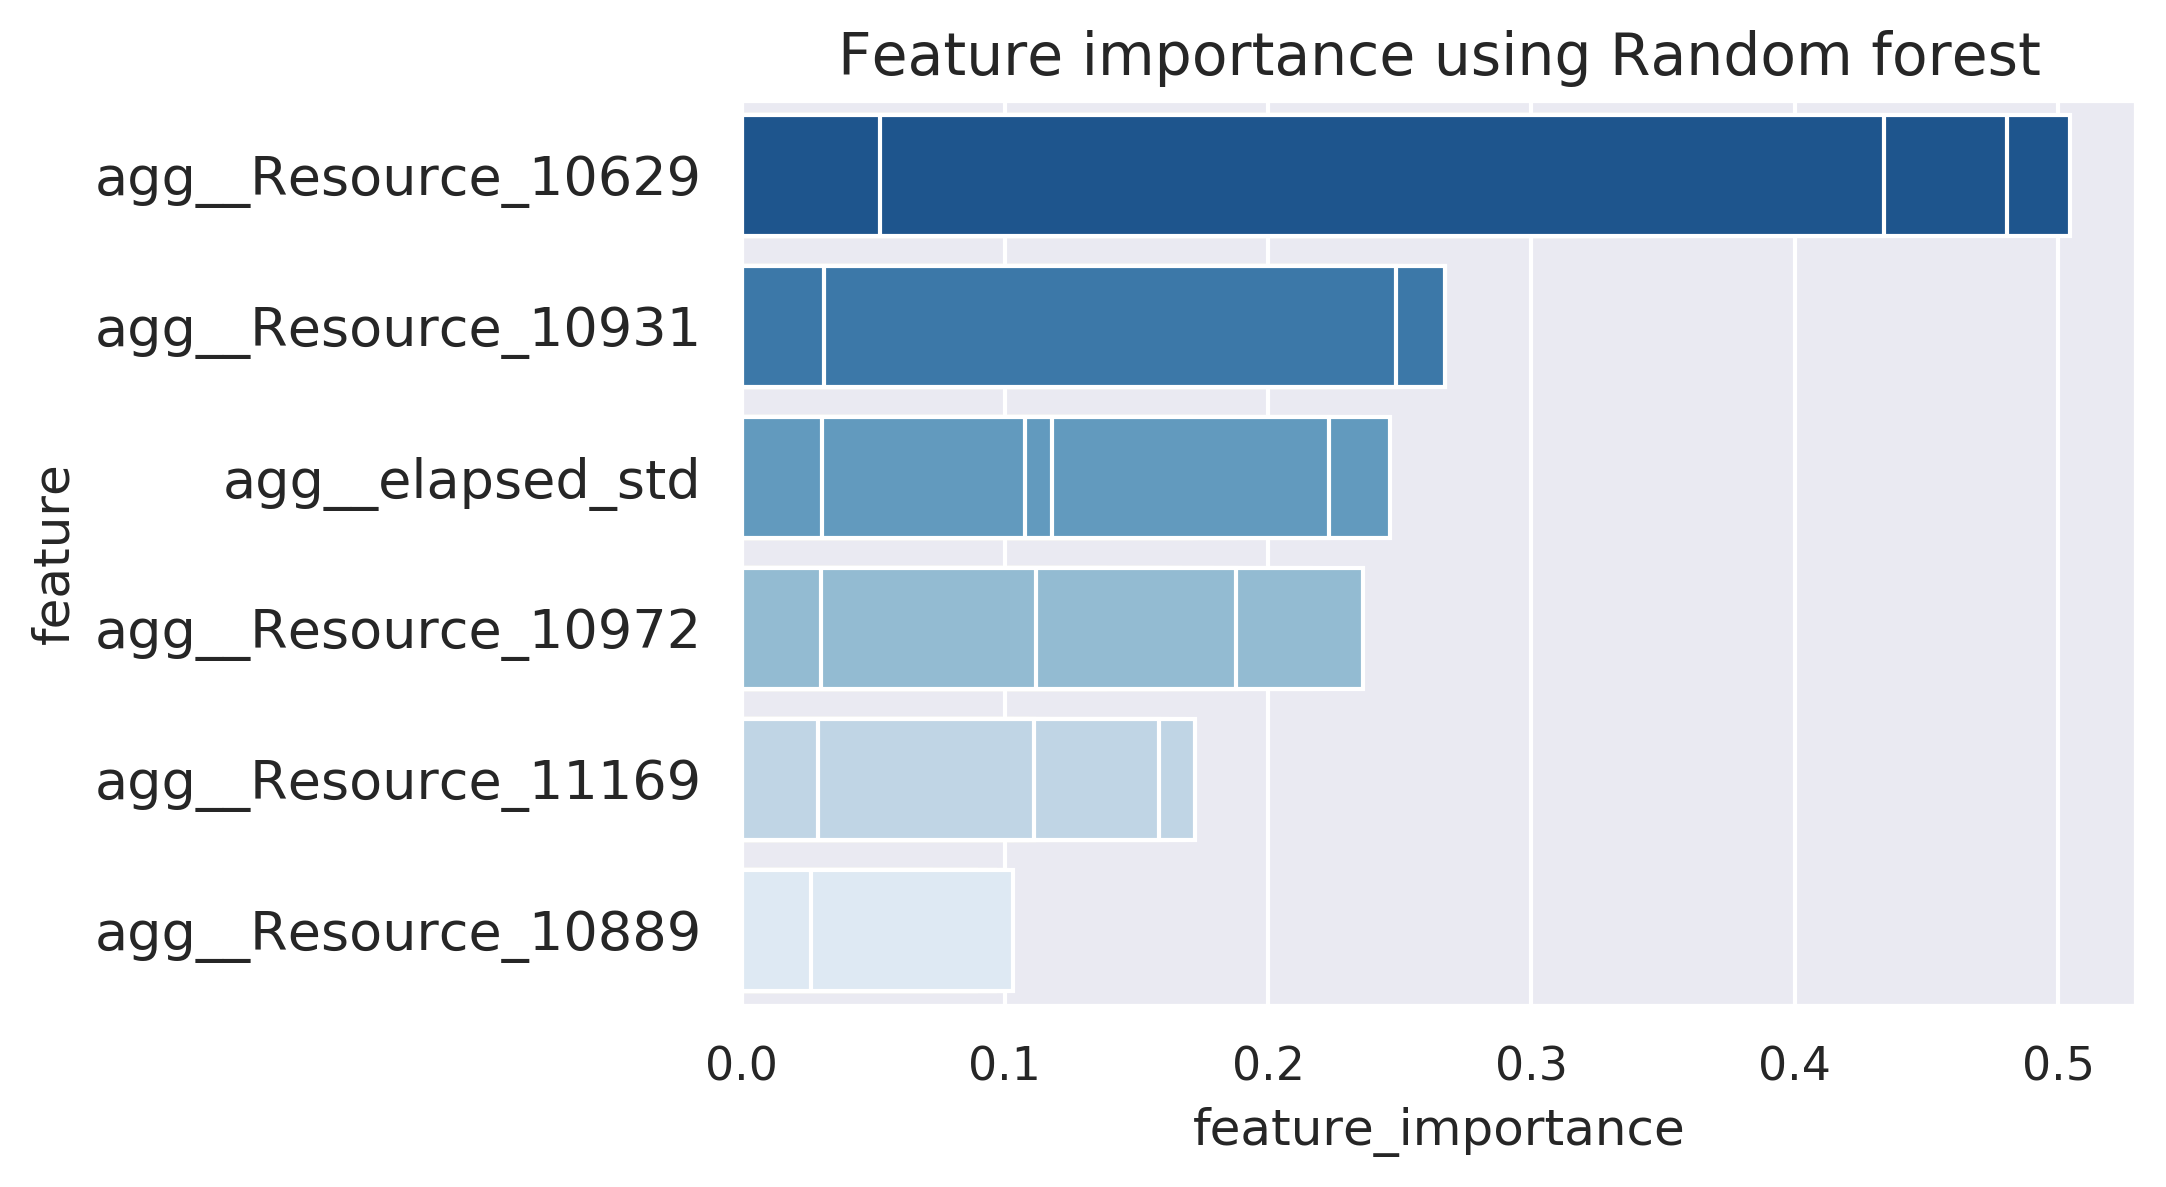 Feature importance using Random forest
agg__Resource_10629
agg__Resource_10931
agg__elapsed_std
agg__Resource_10972
agg__Resource_11169
agg__Resource_10889
feature
0.0 0.1 0.2 0.3 0.4 0.5
feature_importance